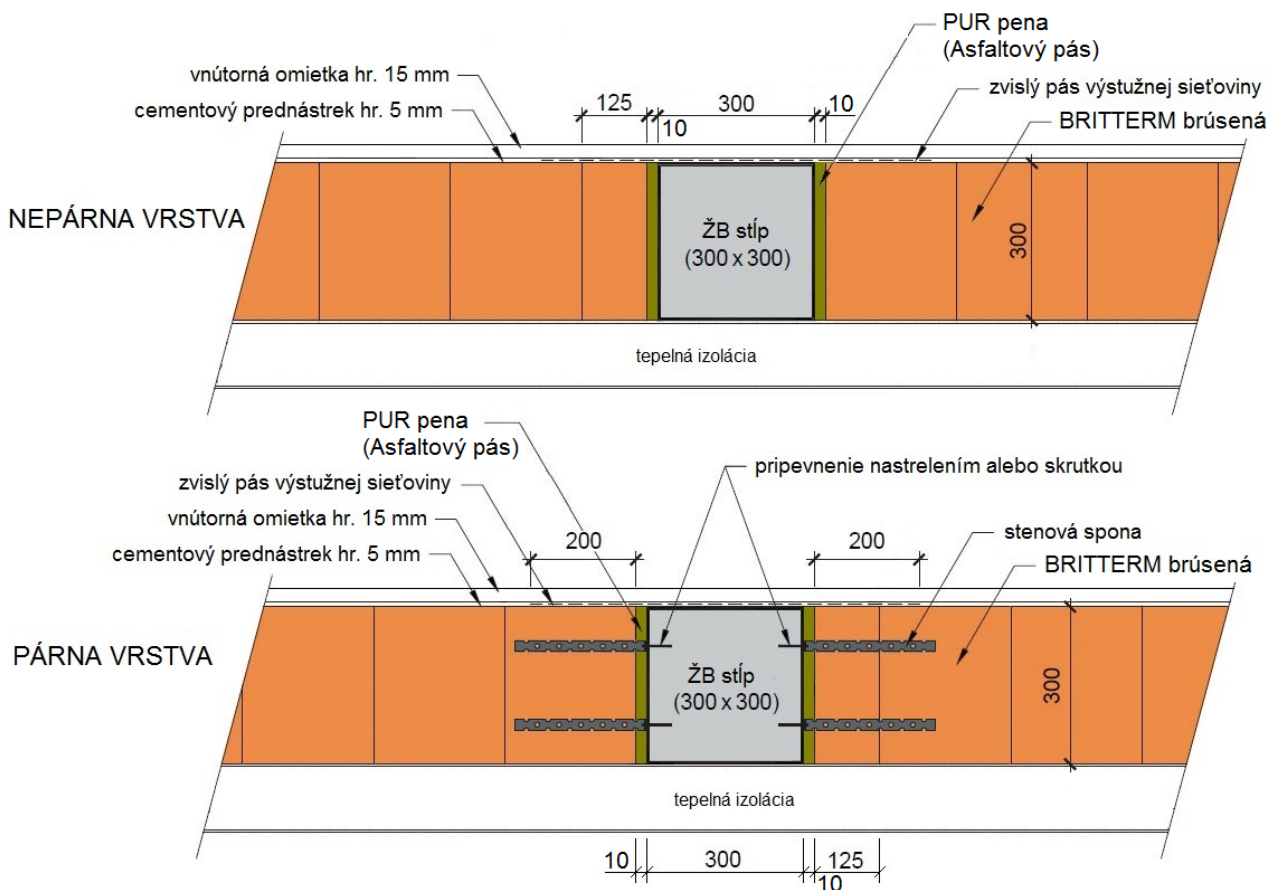 PUR pena
(Asfaltový pás)
vnútorná omietka hr. 15 mm
zvislý pás výstužnej sieťoviny
cementový prednástrek hr. 5 mm
125
300
10
10
BRITTERM brúsená
NEPÁRNA VRSTVA
ŽB stĺp
(300 x 300)
300
tepelná izolácia
PUR pena
(Asfaltový pás)
pripevnenie nastrelením alebo skrutkou
zvislý pás výstužnej sieťoviny
vnútorná omietka hr. 15 mm
cementový prednástrek hr. 5 mm
200
200
stenová spona
BRITTERM brúsená
PÁRNA VRSTVA
ŽB stĺp
(300 x 300)
300
tepelná izolácia
10
300
125
10